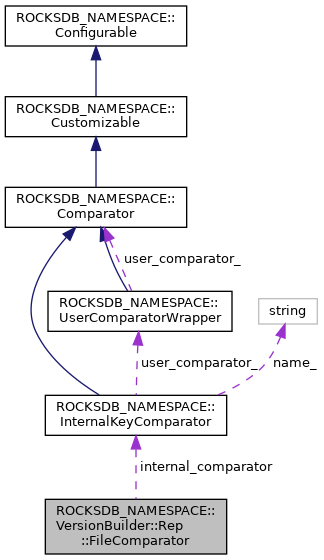 ROCKSDB_NAMESPACE::
Configurable
ROCKSDB_NAMESPACE::
Customizable
ROCKSDB_NAMESPACE::
Comparator
user_comparator_
ROCKSDB_NAMESPACE::
UserComparatorWrapper
string
user_comparator_
name_
ROCKSDB_NAMESPACE::
InternalKeyComparator
internal_comparator
ROCKSDB_NAMESPACE::
VersionBuilder::Rep
::FileComparator